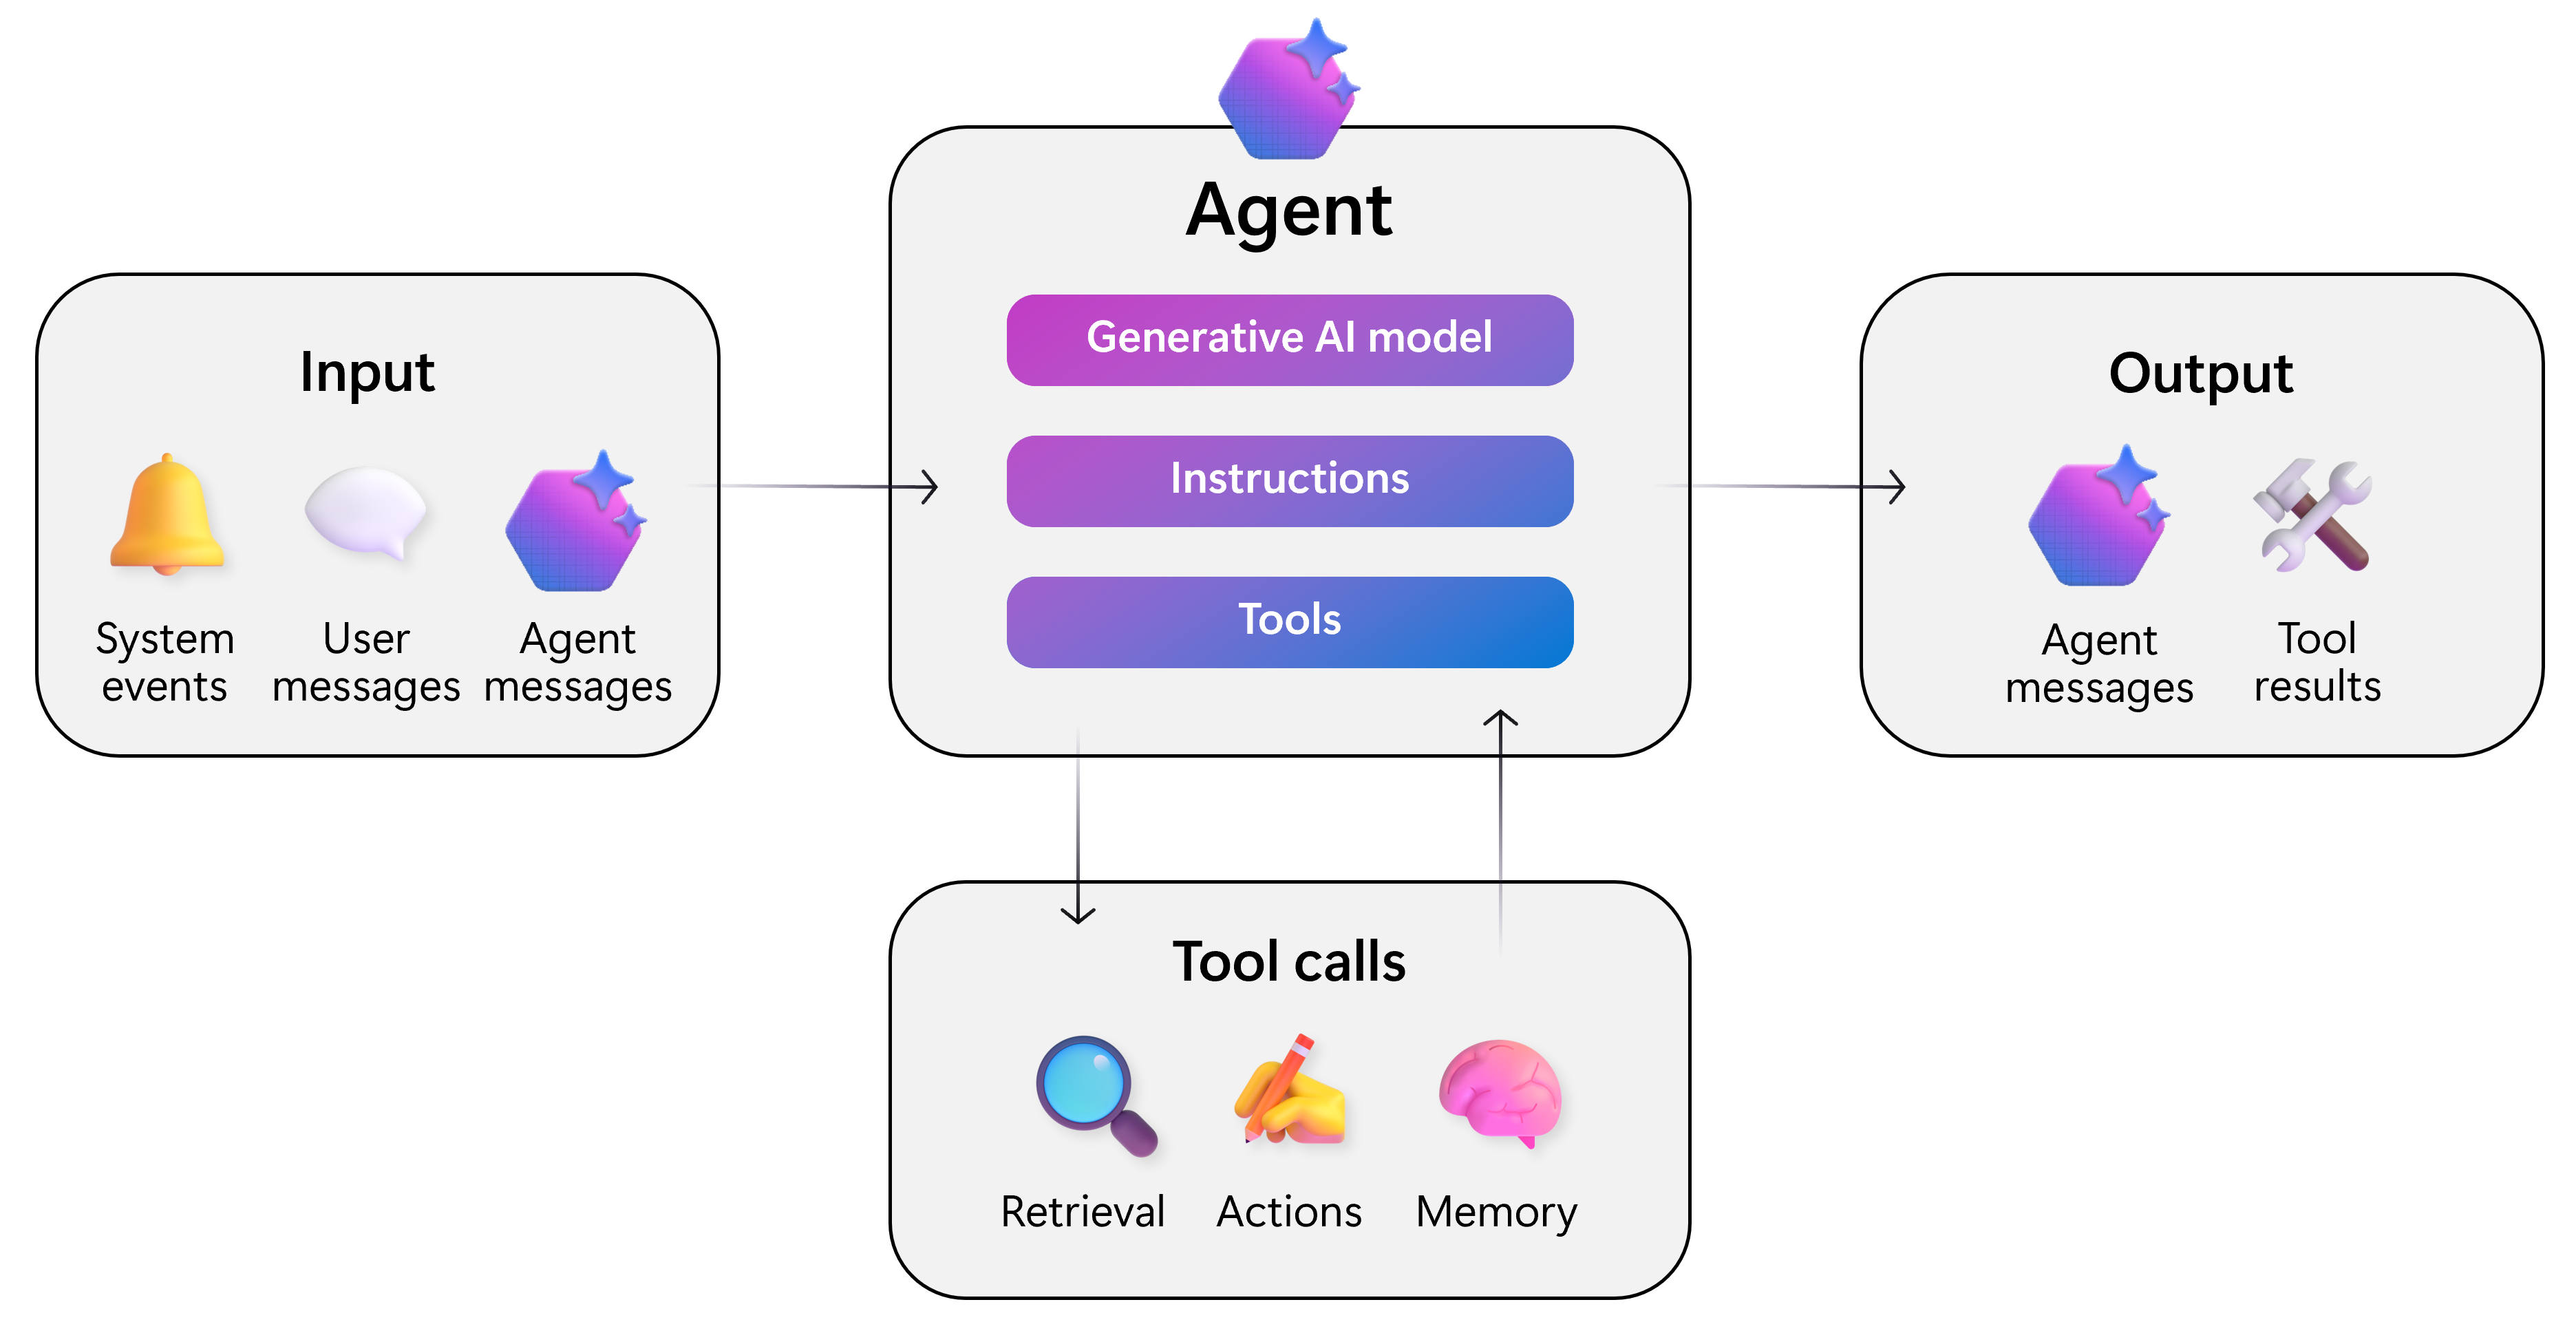 Agent
Generative AI model
Instructions
Tools
Input
System
events
User
messages
Agent
messages
Output
Agent
messages
Tool
results
Tool calls
Retrieval
Actions
Memory